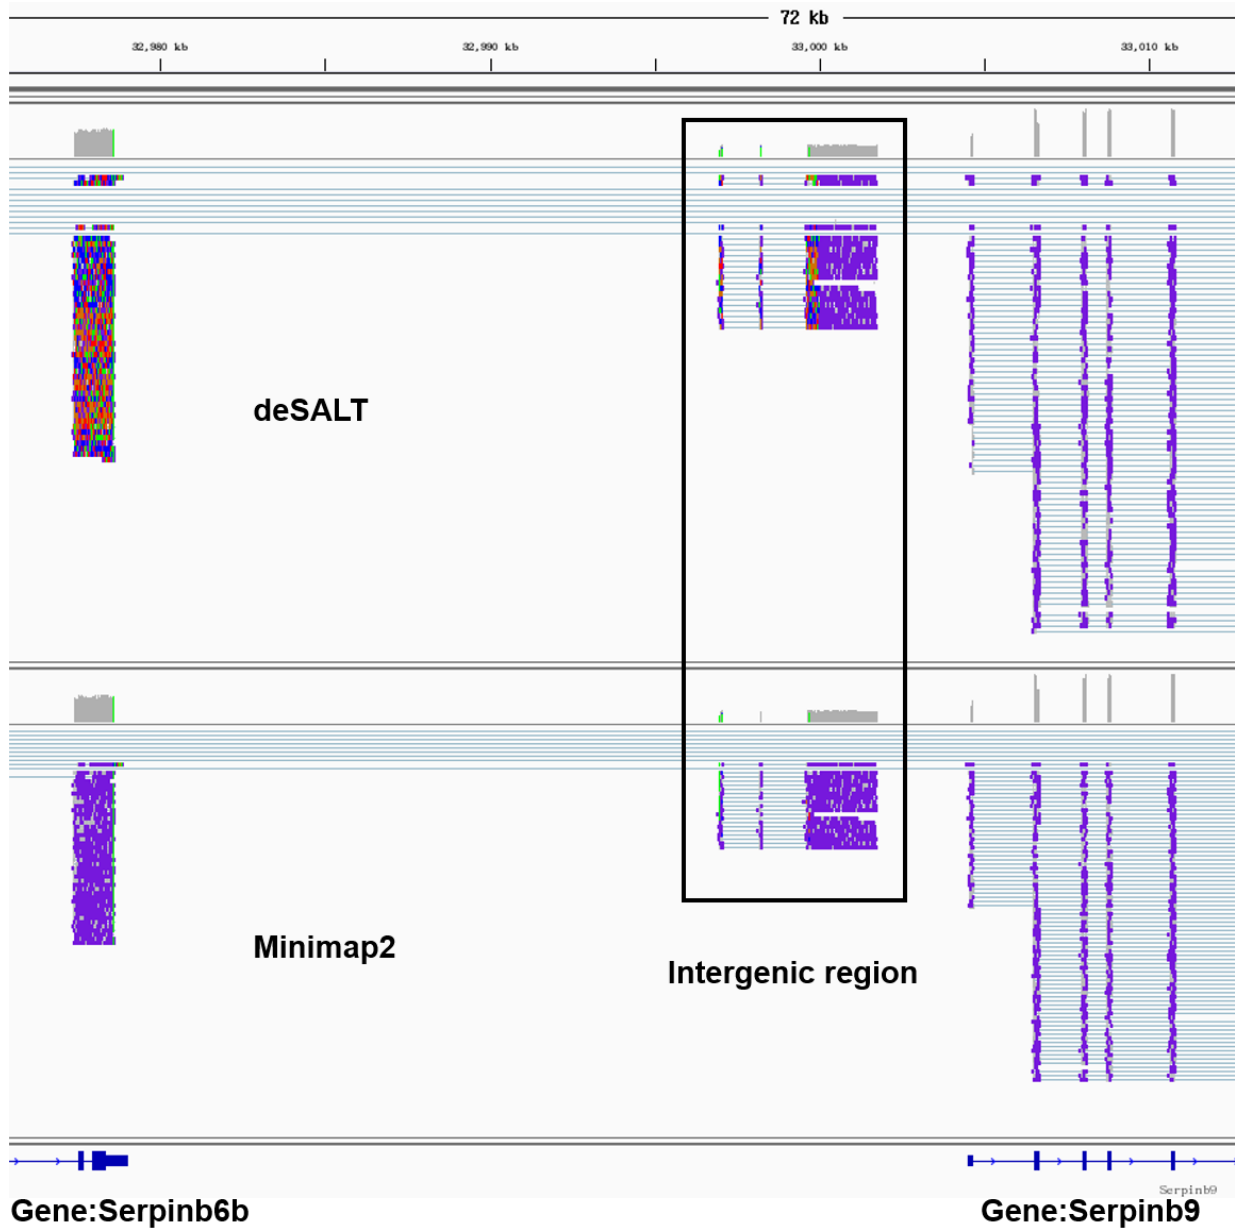 72 kb
32,980 kb 32,990 kb 33,000 kb 33,010 kb
deSALT
Minimap2
Intergenic region
Serpinb9
Gene:Serpinb6b Gene:Serpinb9